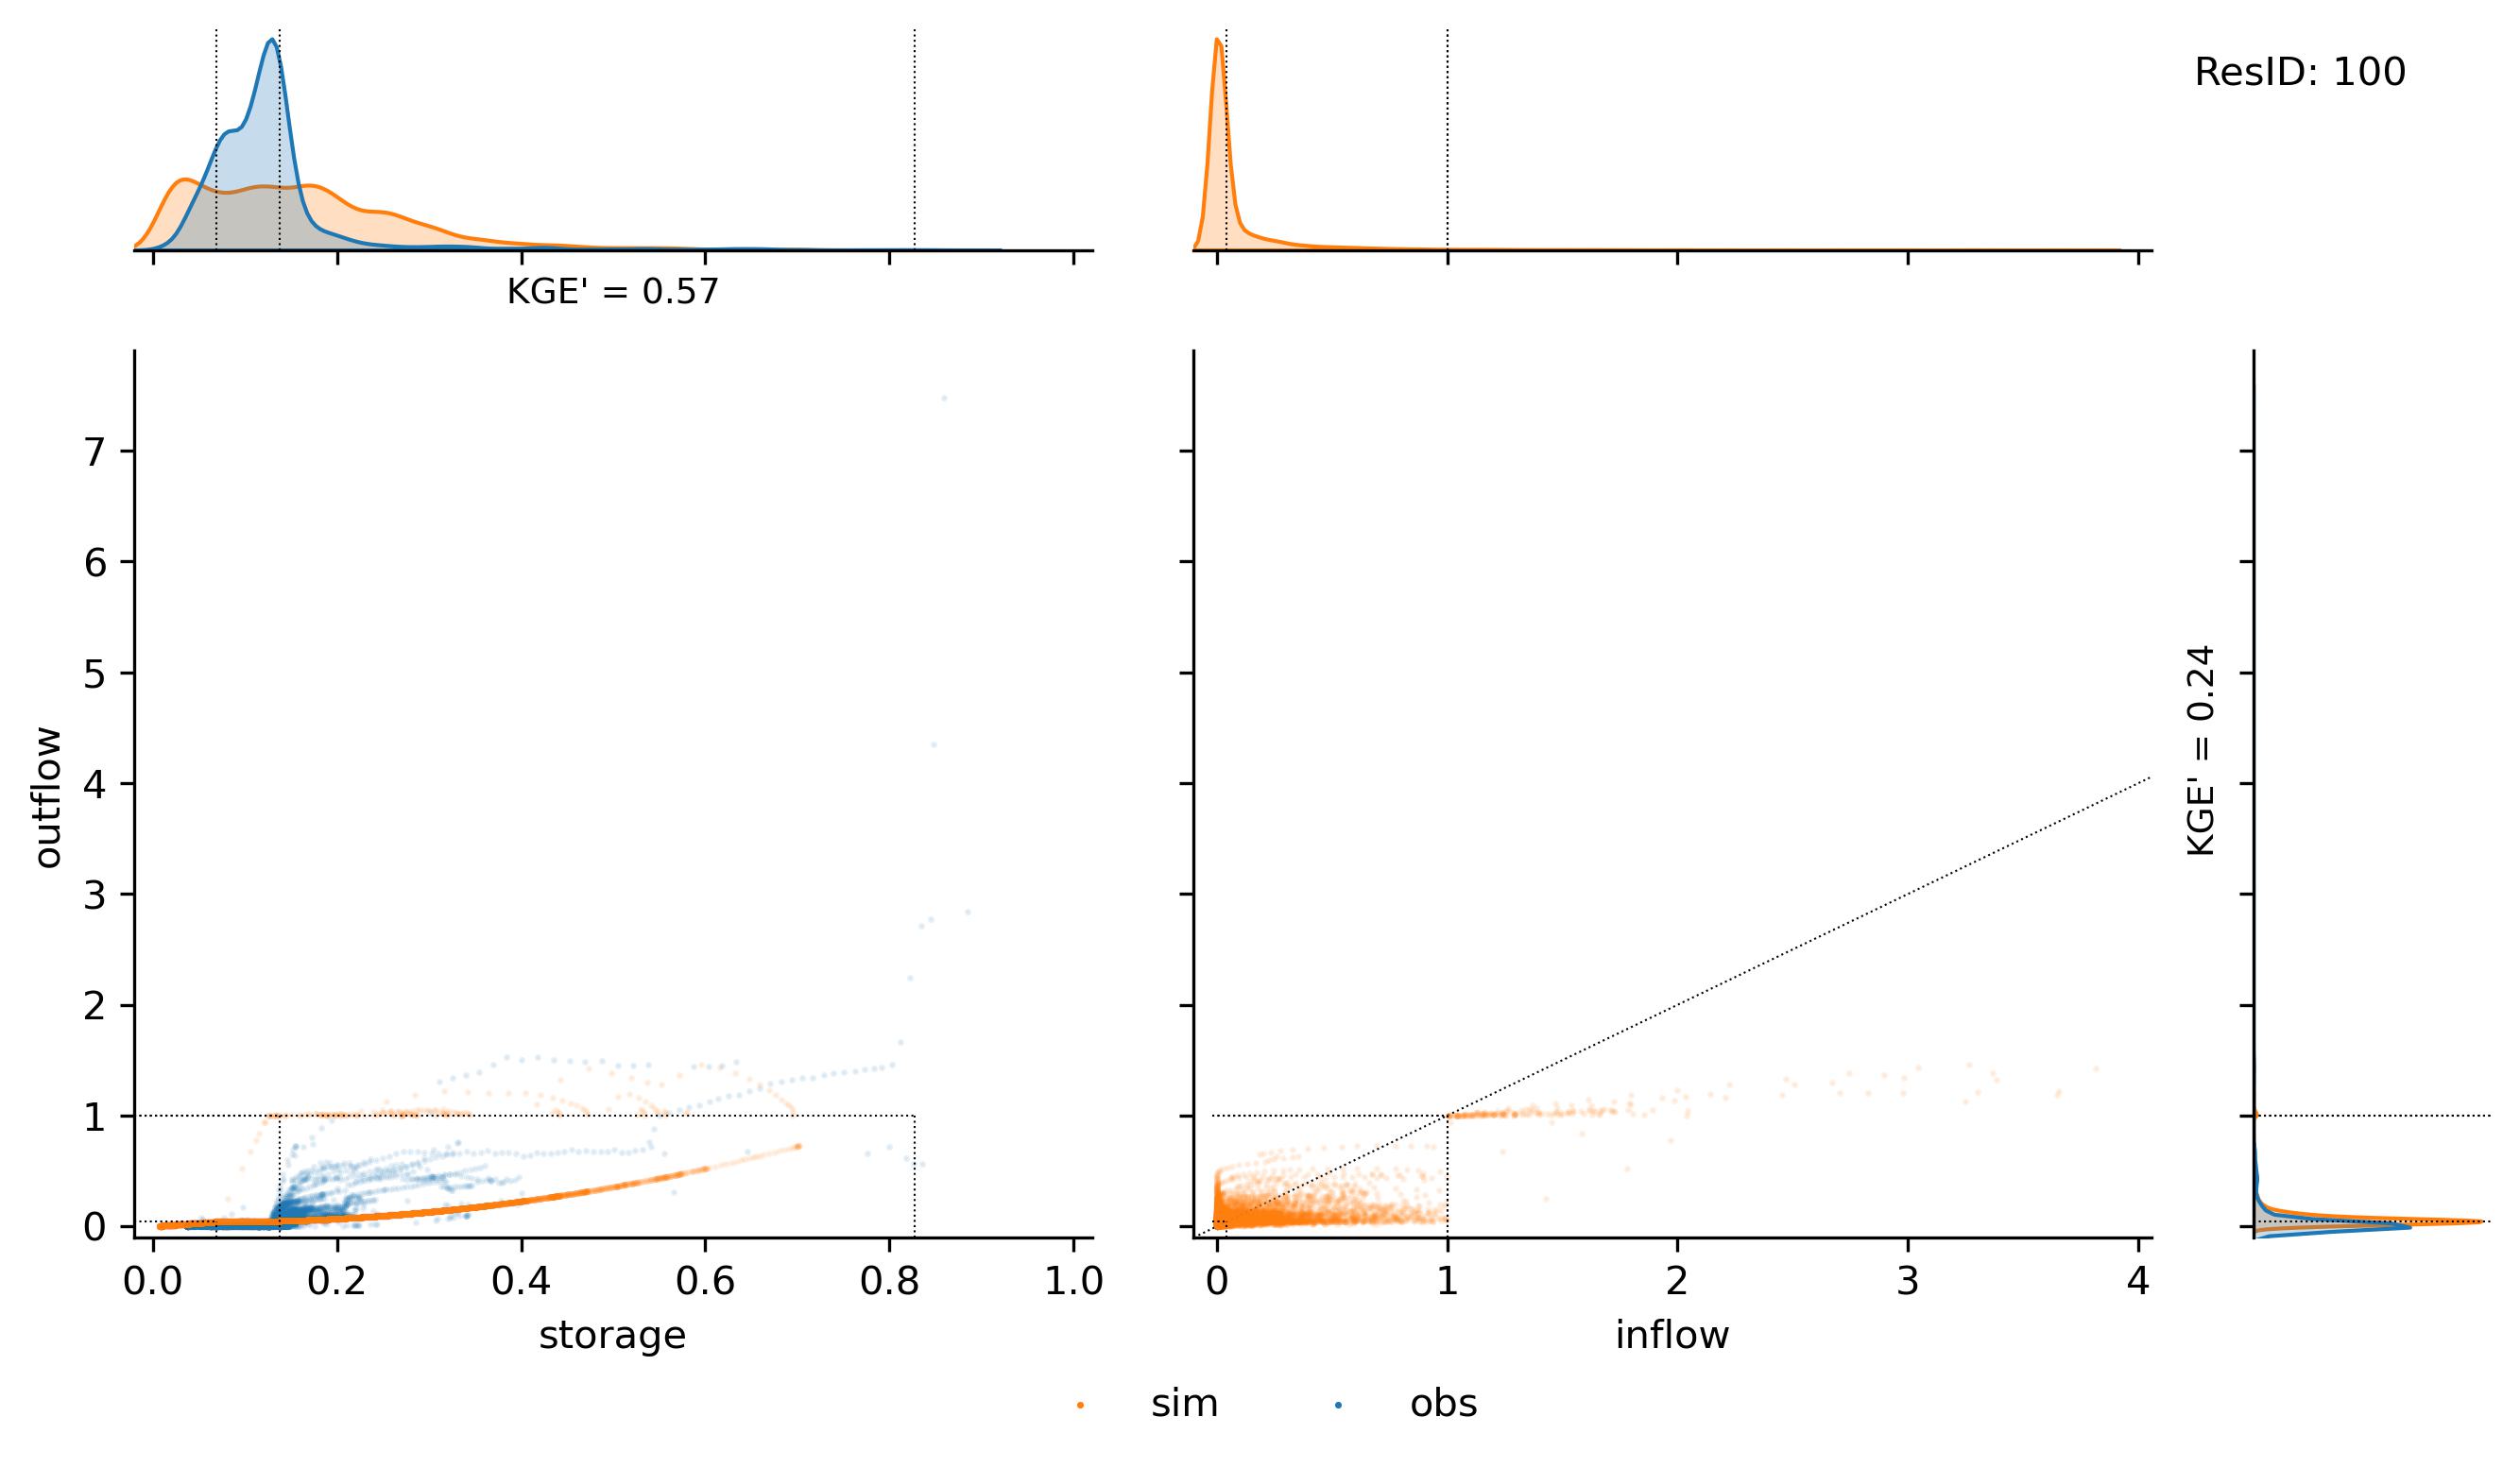 ResID: 100
KGE' = 0.57
7
6
5
4
3
2
1
0
outflow
KGE' = 0.24
0.0 0.2 0.4 0.6 0.8 1.0
0 1 2 3 4
storage
inflow
sim obs